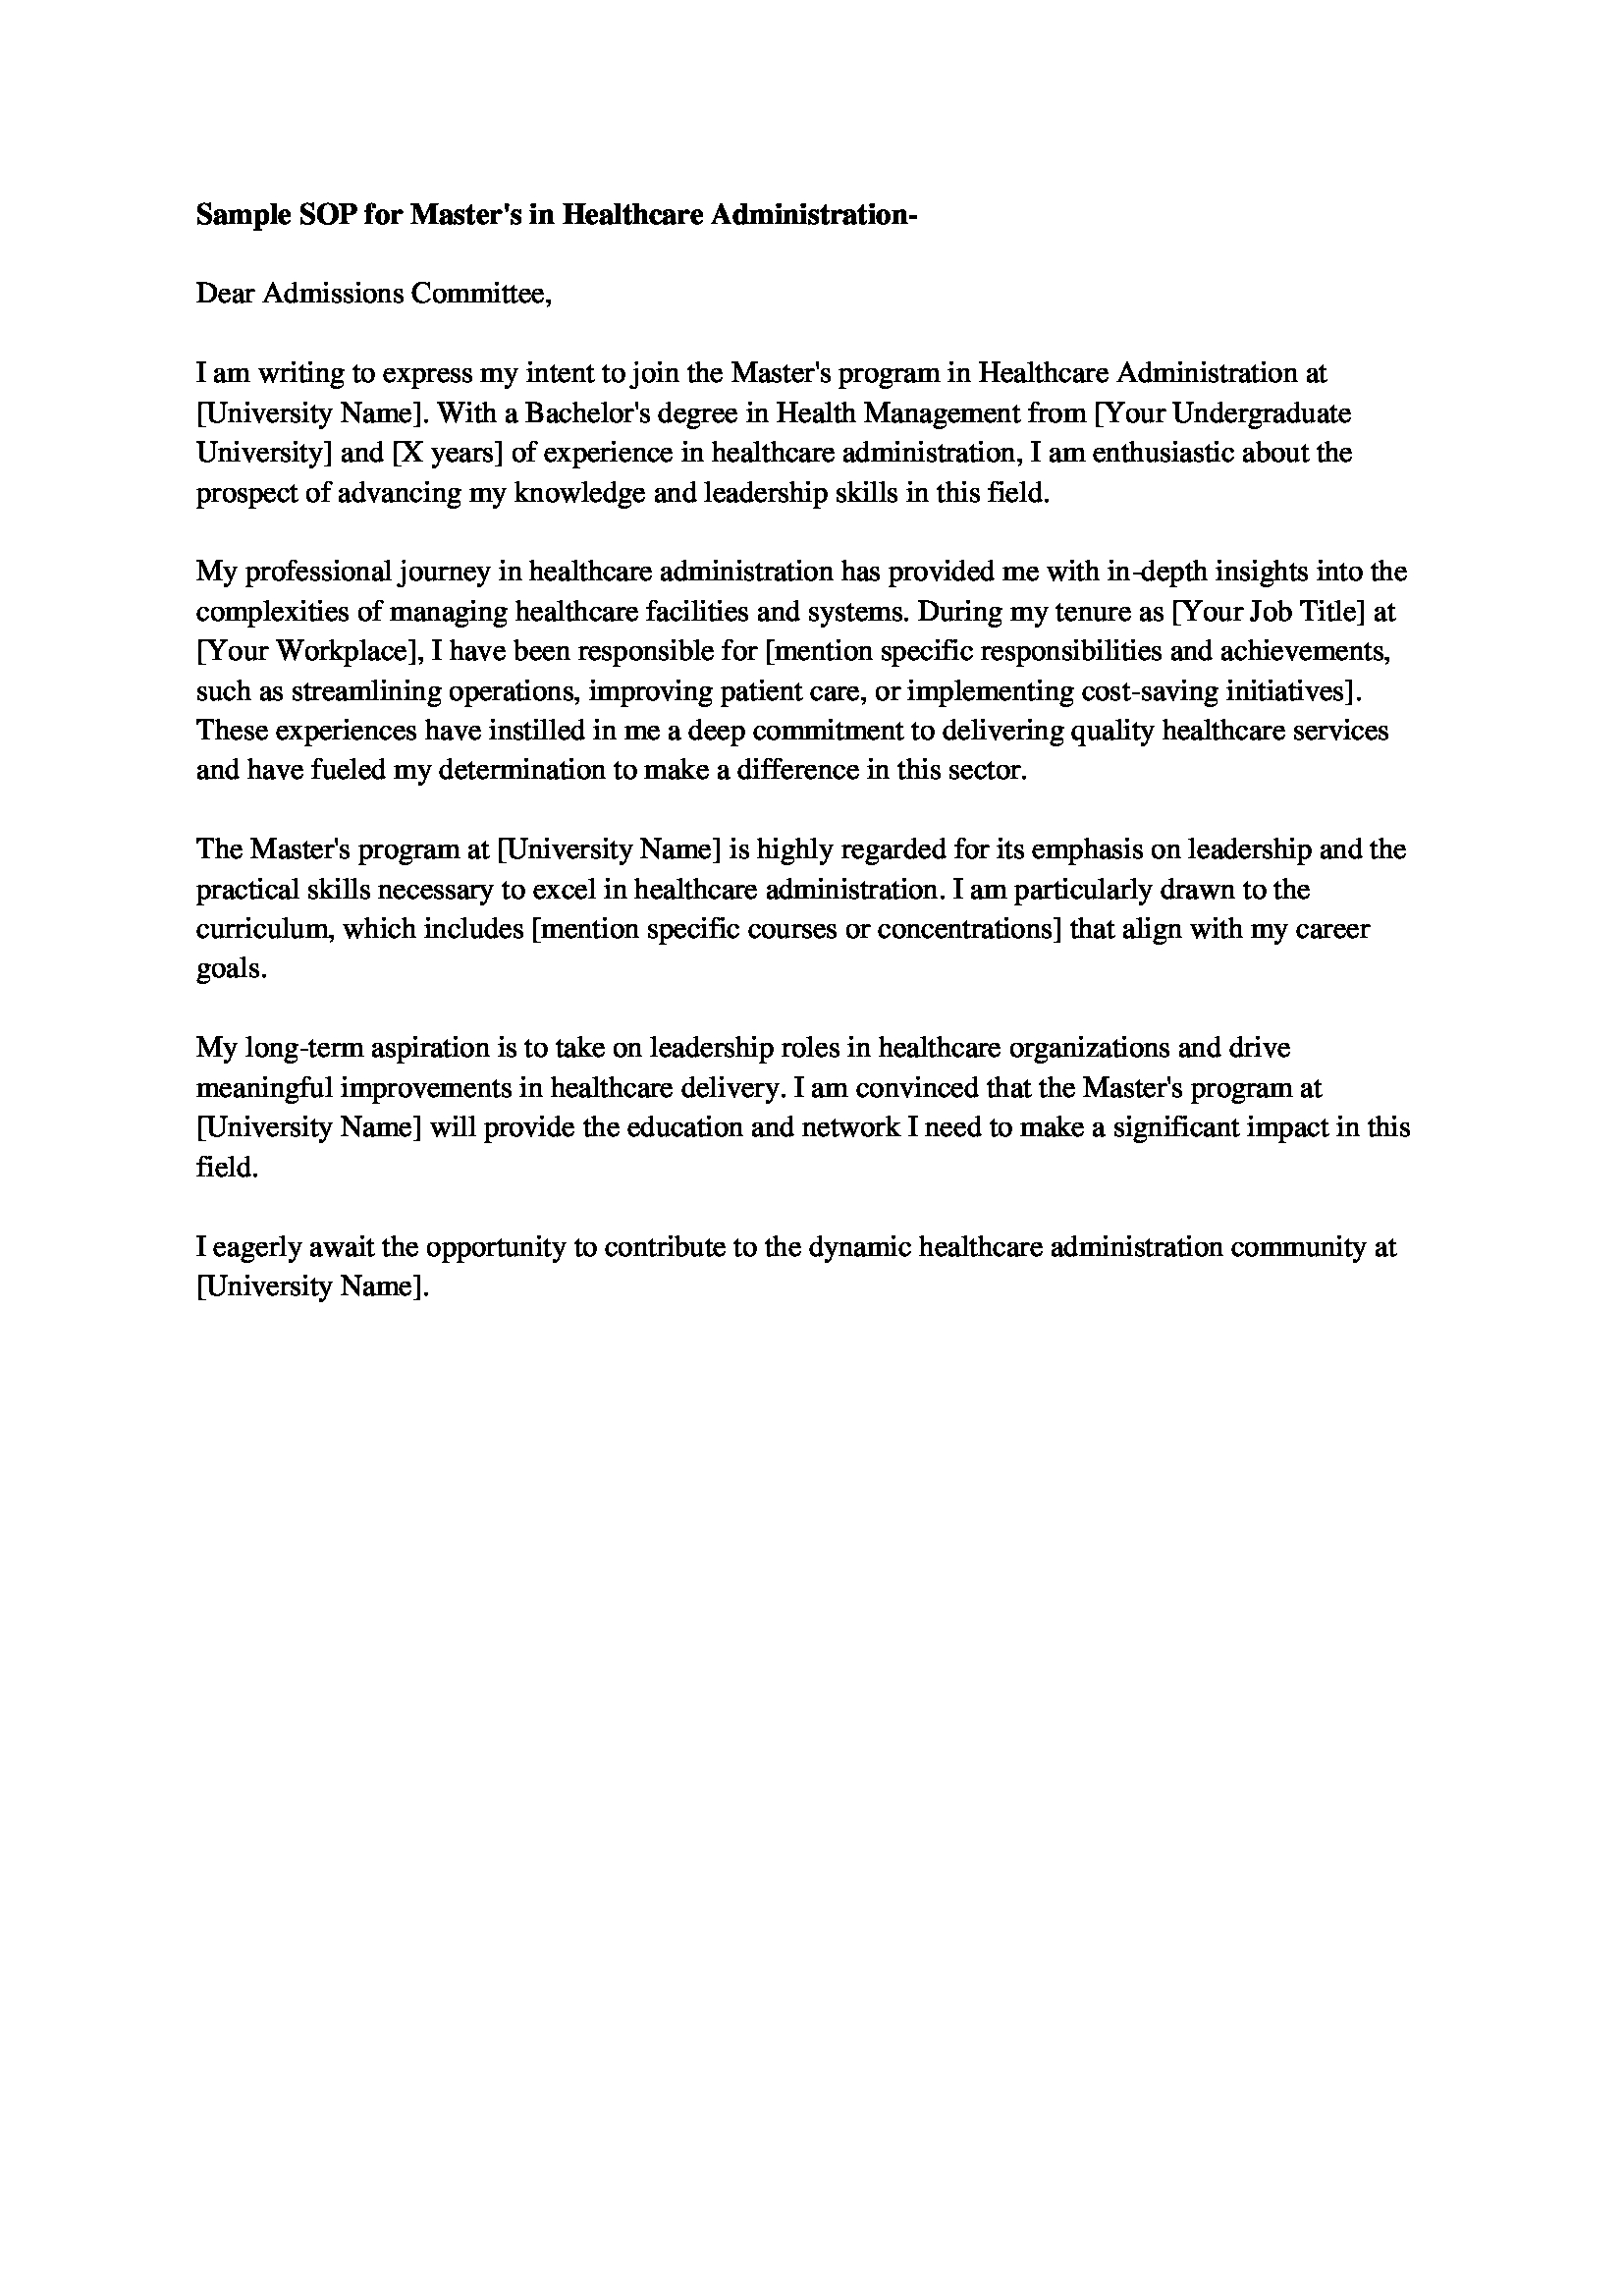 Sample SOP for Master's in Healthcare Administration-
Dear Admissions Committee,
I am writing to express my intent to join the Master's program in Healthcare Administration at
[University Name]. With a Bachelor's degree in Health Management from [Your Undergraduate
University] and [X years] of experience in healthcare administration, I am enthusiastic about the
prospect of advancing my knowledge and leadership skills in this field.
My professional journey in healthcare administration has provided me with in-depth insights into the
complexities of managing healthcare facilities and systems. During my tenure as [Your Job Title] at
[Your Workplace], I have been responsible for [mention specific responsibilities and achievements,
such as streamlining operations, improving patient care, or implementing cost-saving initiatives].
These experiences have instilled in me a deep commitment to delivering quality healthcare services
and have fueled my determination to make a difference in this sector.
The Master's program at [University Name] is highly regarded for its emphasis on leadership and the
practical skills necessary to excel in healthcare administration. I am particularly drawn to the
curriculum, which includes [mention specific courses or concentrations] that align with my career
goals.
My long-term aspiration is to take on leadership roles in healthcare organizations and drive
meaningful improvements in healthcare delivery. I am convinced that the Master's program at
[University Name] will provide the education and network I need to make a significant impact in this
field.
I eagerly await the opportunity to contribute to the dynamic healthcare administration community at
[University Name].